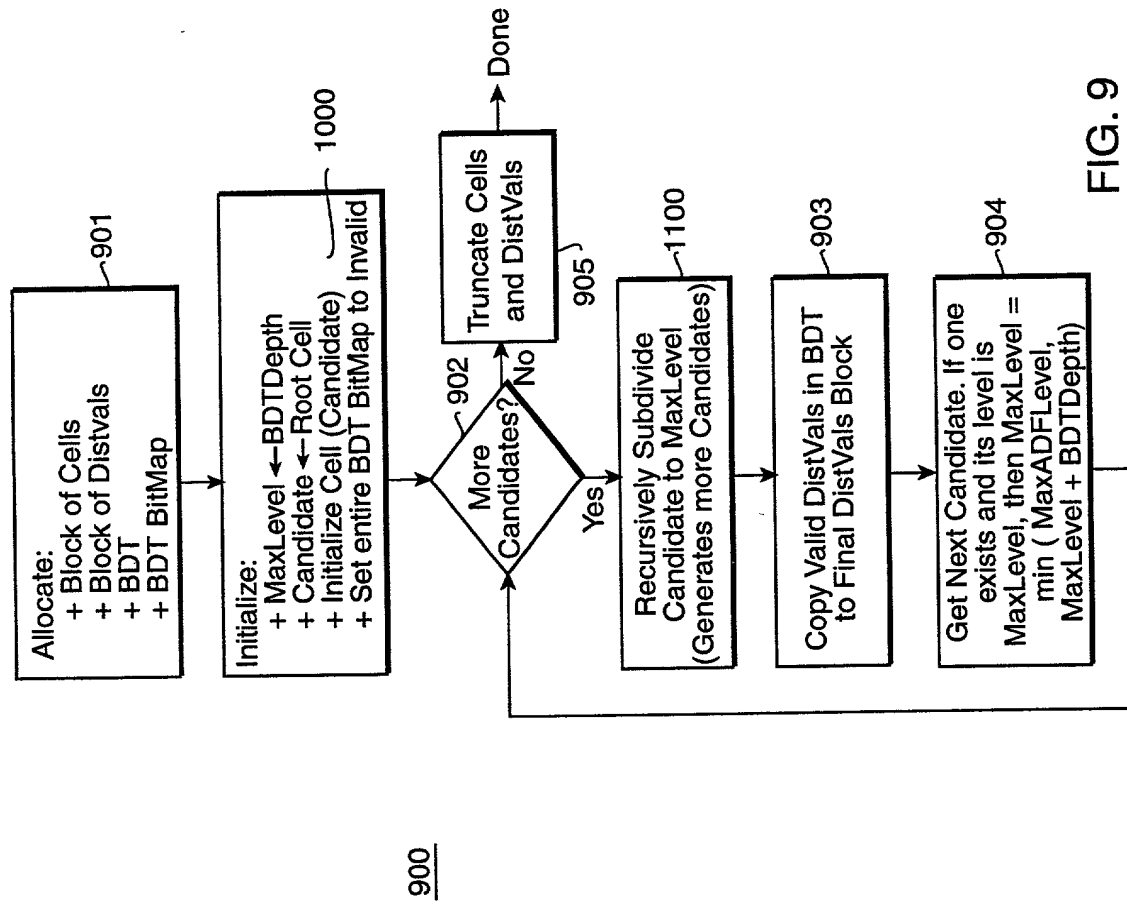 900
Allocate:
+ Block of Cells
+ Block of Distvals
+ BDT
+ BDT BitMap
901
Initialize:
+ MaxLevel ←BDTDepth
+ Candidate ←Root Cell
+ Initialize Cell (Candidate)
+ Set entire BDT BitMap to Invalid
1000
More
Candidates?
902
No
Yes
Truncate Cells
and DistVals
905
Done
Recursively Subdivide
Candidate to MaxLevel
(Generates more Candidates)
1100
Copy Valid DistVals in BDT
to Final DistVals Block
903
Get Next Candidate. If one
exists and its level is
MaxLevel, then MaxLevel =
min ( MaxADFLevel,
MaxLevel + BDTDepth)
904
FIG. 9